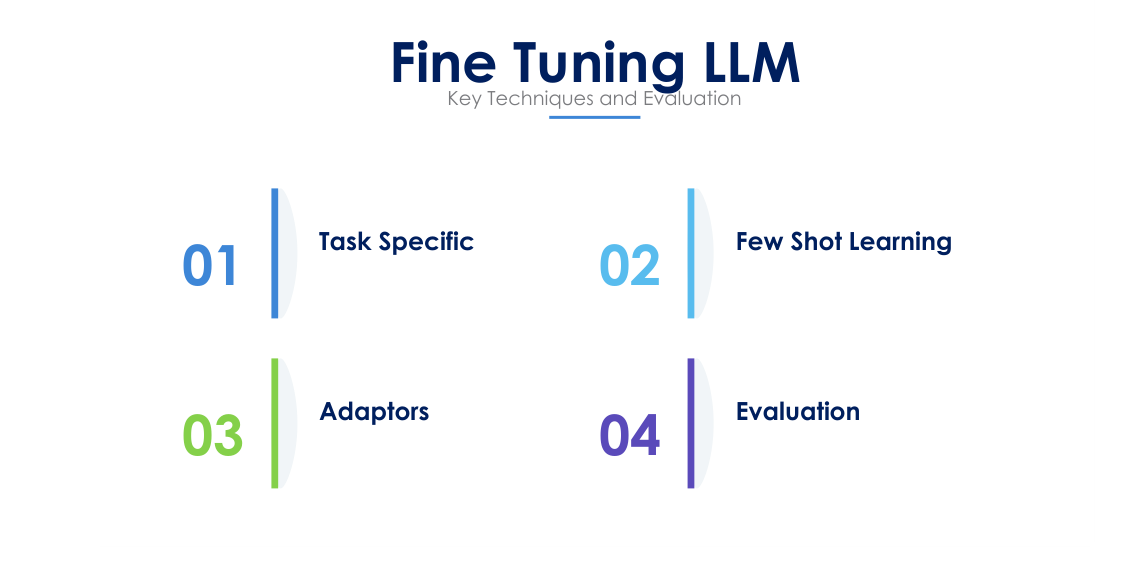 Fine Tuning LLM
Key Techniques and Evaluation
01
Task Specific
02
Few Shot Learning
03
Adaptors
04
Evaluation